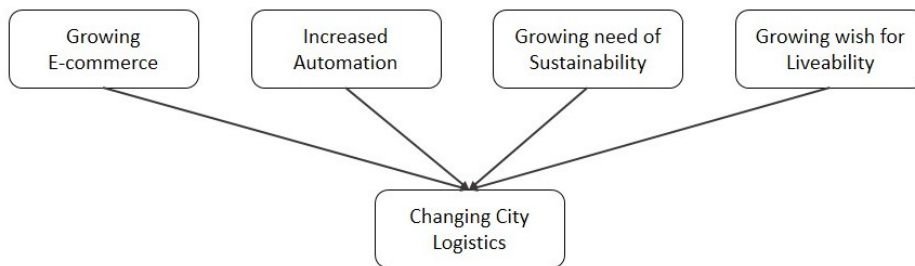 Growing
E-commerce
Increased
Automation
Growing need of
Sustainability
Growing wish for
Liveability
Changing City
Logistics